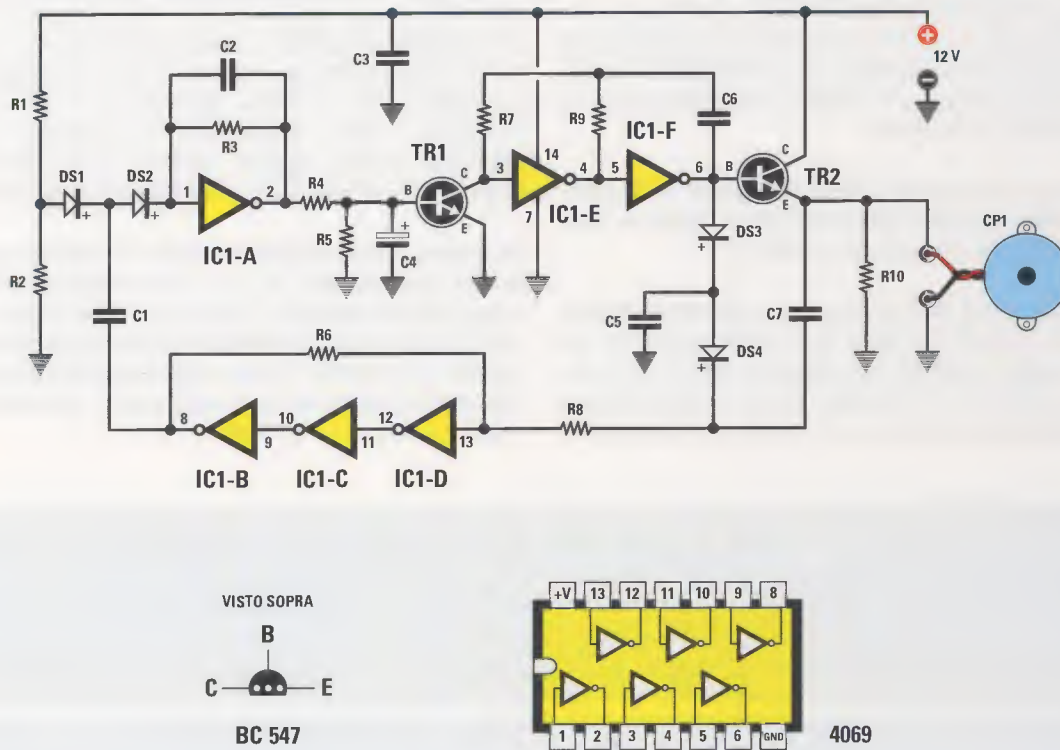 C2
C3
12 V
R1
R3
R7
R9
C6
IC1-F
TR1
TR2
DS1
DS2
1
2
R4
B
C
E
3
14
4
5
6
B
C
E
7
IC1-E
IC1-A
R5
C4
DS3
CP1
R2
C1
C5
R10
C7
R6
DS4
8
9
10
11
12
13
R8
IC1-B
IC1-C
IC1-D
VISTO SOPRA
B
C
E
BC 547
+V
13
12
11
10
9
8
1
2
3
4
5
6
GND
4069